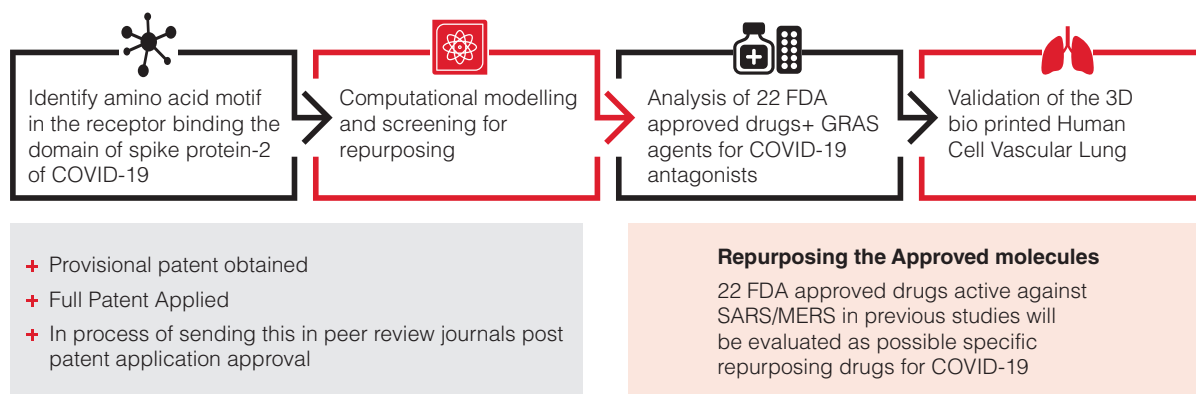 Identify amino acid motif
in the receptor binding the
domain of spike protein-2
of COVID-19
Computational modelling
and screening for
repurposing
Analysis of 22 FDA
approved drugs+ GRAS
agents for COVID-19
antagonists
Validation of the 3D
bio printed Human
Cell Vascular Lung
+ Provisional patent obtained
+ Full Patent Applied
+ In process of sending this in peer review journals post
patent application approval
Repurposing the Approved molecules
22 FDA approved drugs active against
SARS/MERS in previous studies will
be evaluated as possible specific
repurposing drugs for COVID-19